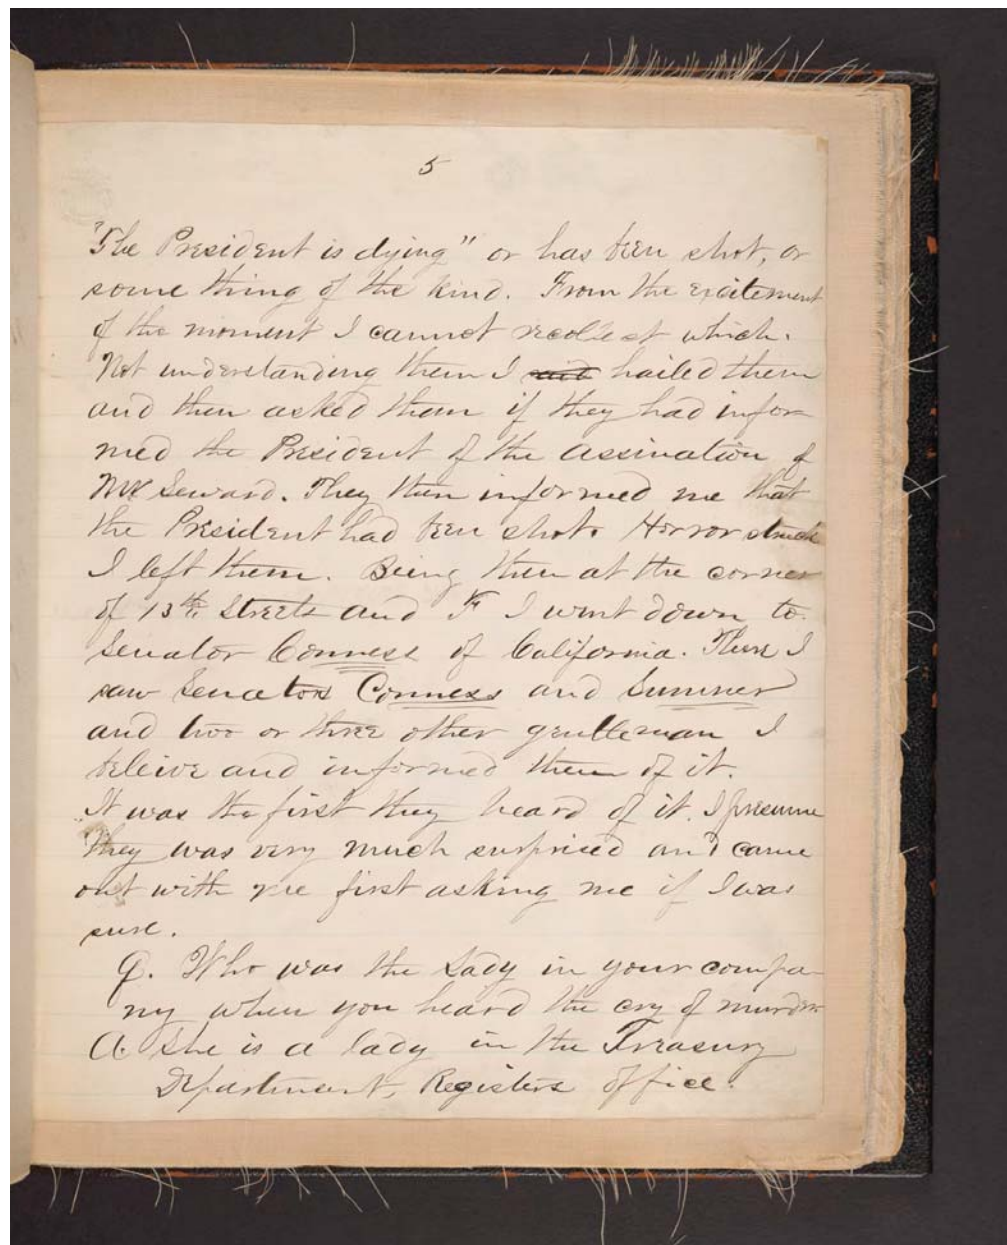 5
"The President is dying" or has been shot, or
some thing of the kind. From the excitement
of the moment I cannot recollect which.
Not understanding them I hailed them
and then asked them if they had infor-
med the President of the assination of
Mr Seward. They then informed me that
the President had been shot. Horror struck
I left them. Being then at the corner
of 13th Streets and F I went down to
Senator Conness of California. There I
saw Senators Conness and Sumner
and two or three other gentleman I
beleive and informed them of it.
It was the first they heard of it. I presume
They was very much surprised and came
out with me first asking me if I was
sure.
Q. Who was the Lady in your compa-
ny when you heard the cry of murder
A. She is a lady in the Treasury
Department, Registers office.